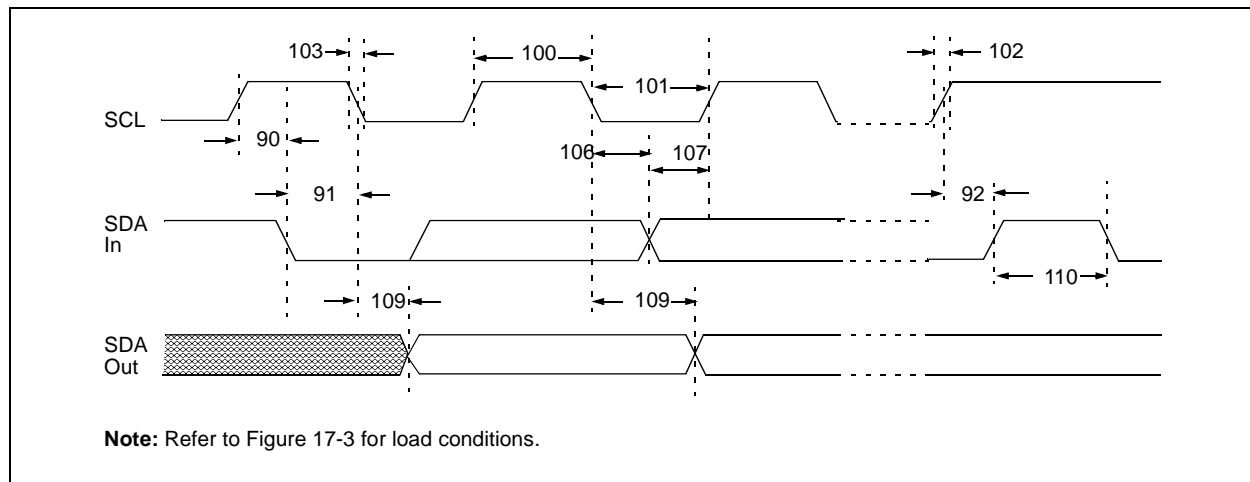 103
100
102
101
SCL
90
106
107
91
92
SDA
In
109
109
110
SDA
Out
Note: Refer to Figure 17-3 for load conditions.